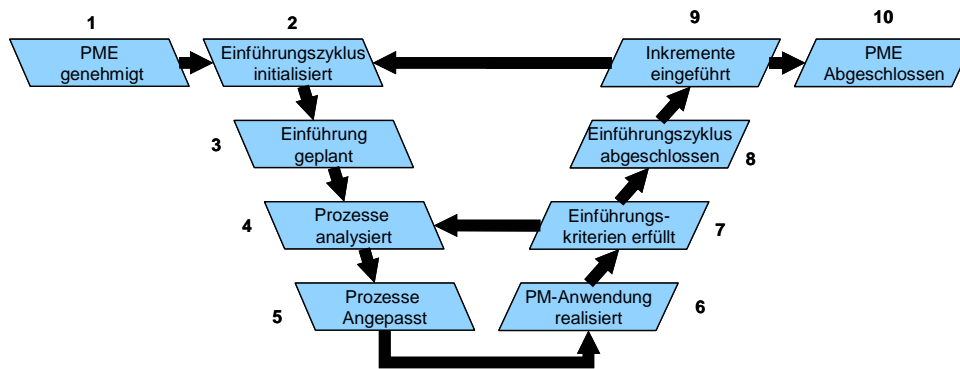 1
PME
genehmigt
2
Einführungszyklus
initialisiert
3
Einführung
geplant
4
Prozesse
analysiert
5
Prozesse
Angepasst
6
PM-Anwendung
realisiert
7
Einführungs-
kriterien erfüllt
8
Einführungszyklus
abgeschlossen
9
Inkremente
eingeführt
10
PME
Abgeschlossen